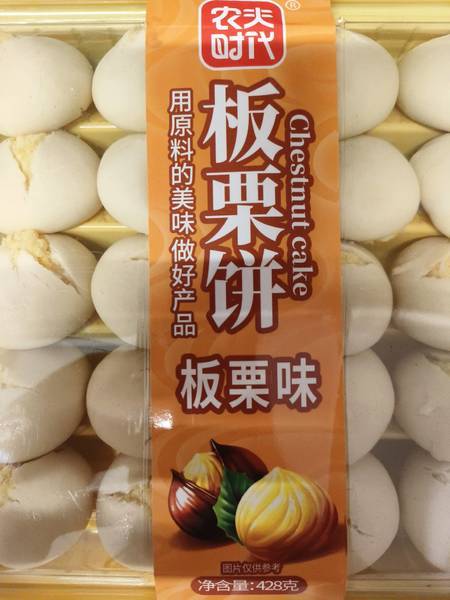 农夫
时代
®
板栗饼
Chestnut cake
用原料的美味做好产品
板栗味
图片仅供参考
净含量:428克